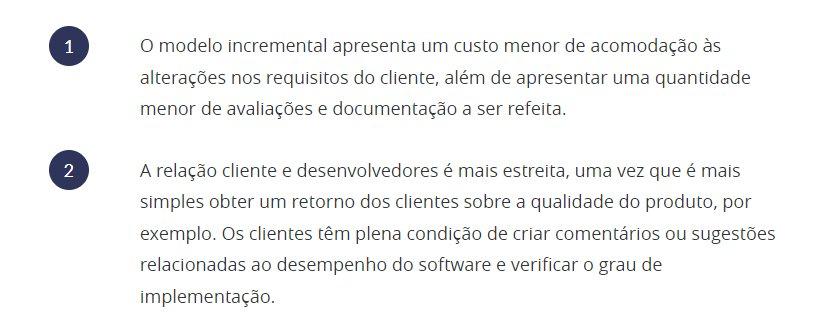 1
O modelo incremental apresenta um custo menor de acomodação às
alterações nos requisitos do cliente, além de apresentar uma quantidade
menor de avaliações e documentação a ser refeita.
2
A relação cliente e desenvolvedores é mais estreita, uma vez que é mais
simples obter um retorno dos clientes sobre a qualidade do produto, por
exemplo. Os clientes têm plena condição de criar comentários ou sugestões
relacionadas ao desempenho do software e verificar o grau de
implementação.